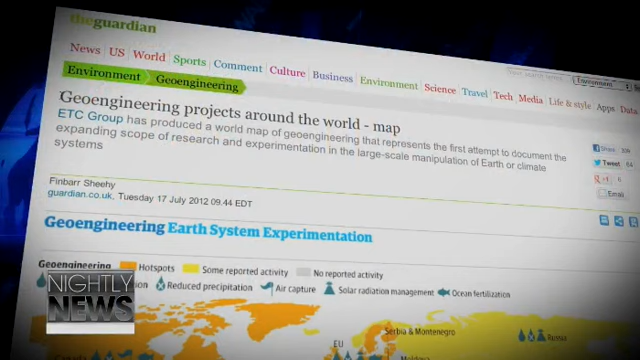 theguardian
News US World Sports Comment Culture Business Environment Science Travel Tech Media Life & style Apps Data
Environment Geoengineering
Geoengineering projects around the world - map
ETC Group has produced a world map of geoengineering that represents the first attempt to document the
expanding scope of research and experimentation in the large-scale manipulation of Earth or climate
systems
Share
Tweet
+1
Email
Finbarr Sheehy
guardian.co.uk, Tuesday 17 July 2012 09.44 EDT
Geoengineering Earth System Experimentation
Geoengineering Hotspots Some reported activity No reported activity
Reduced precipitation Air capture Solar radiation management Ocean fertilization
NIGHTLY
NEWS
Serbia & Montenegro
EU
Russia
Canada